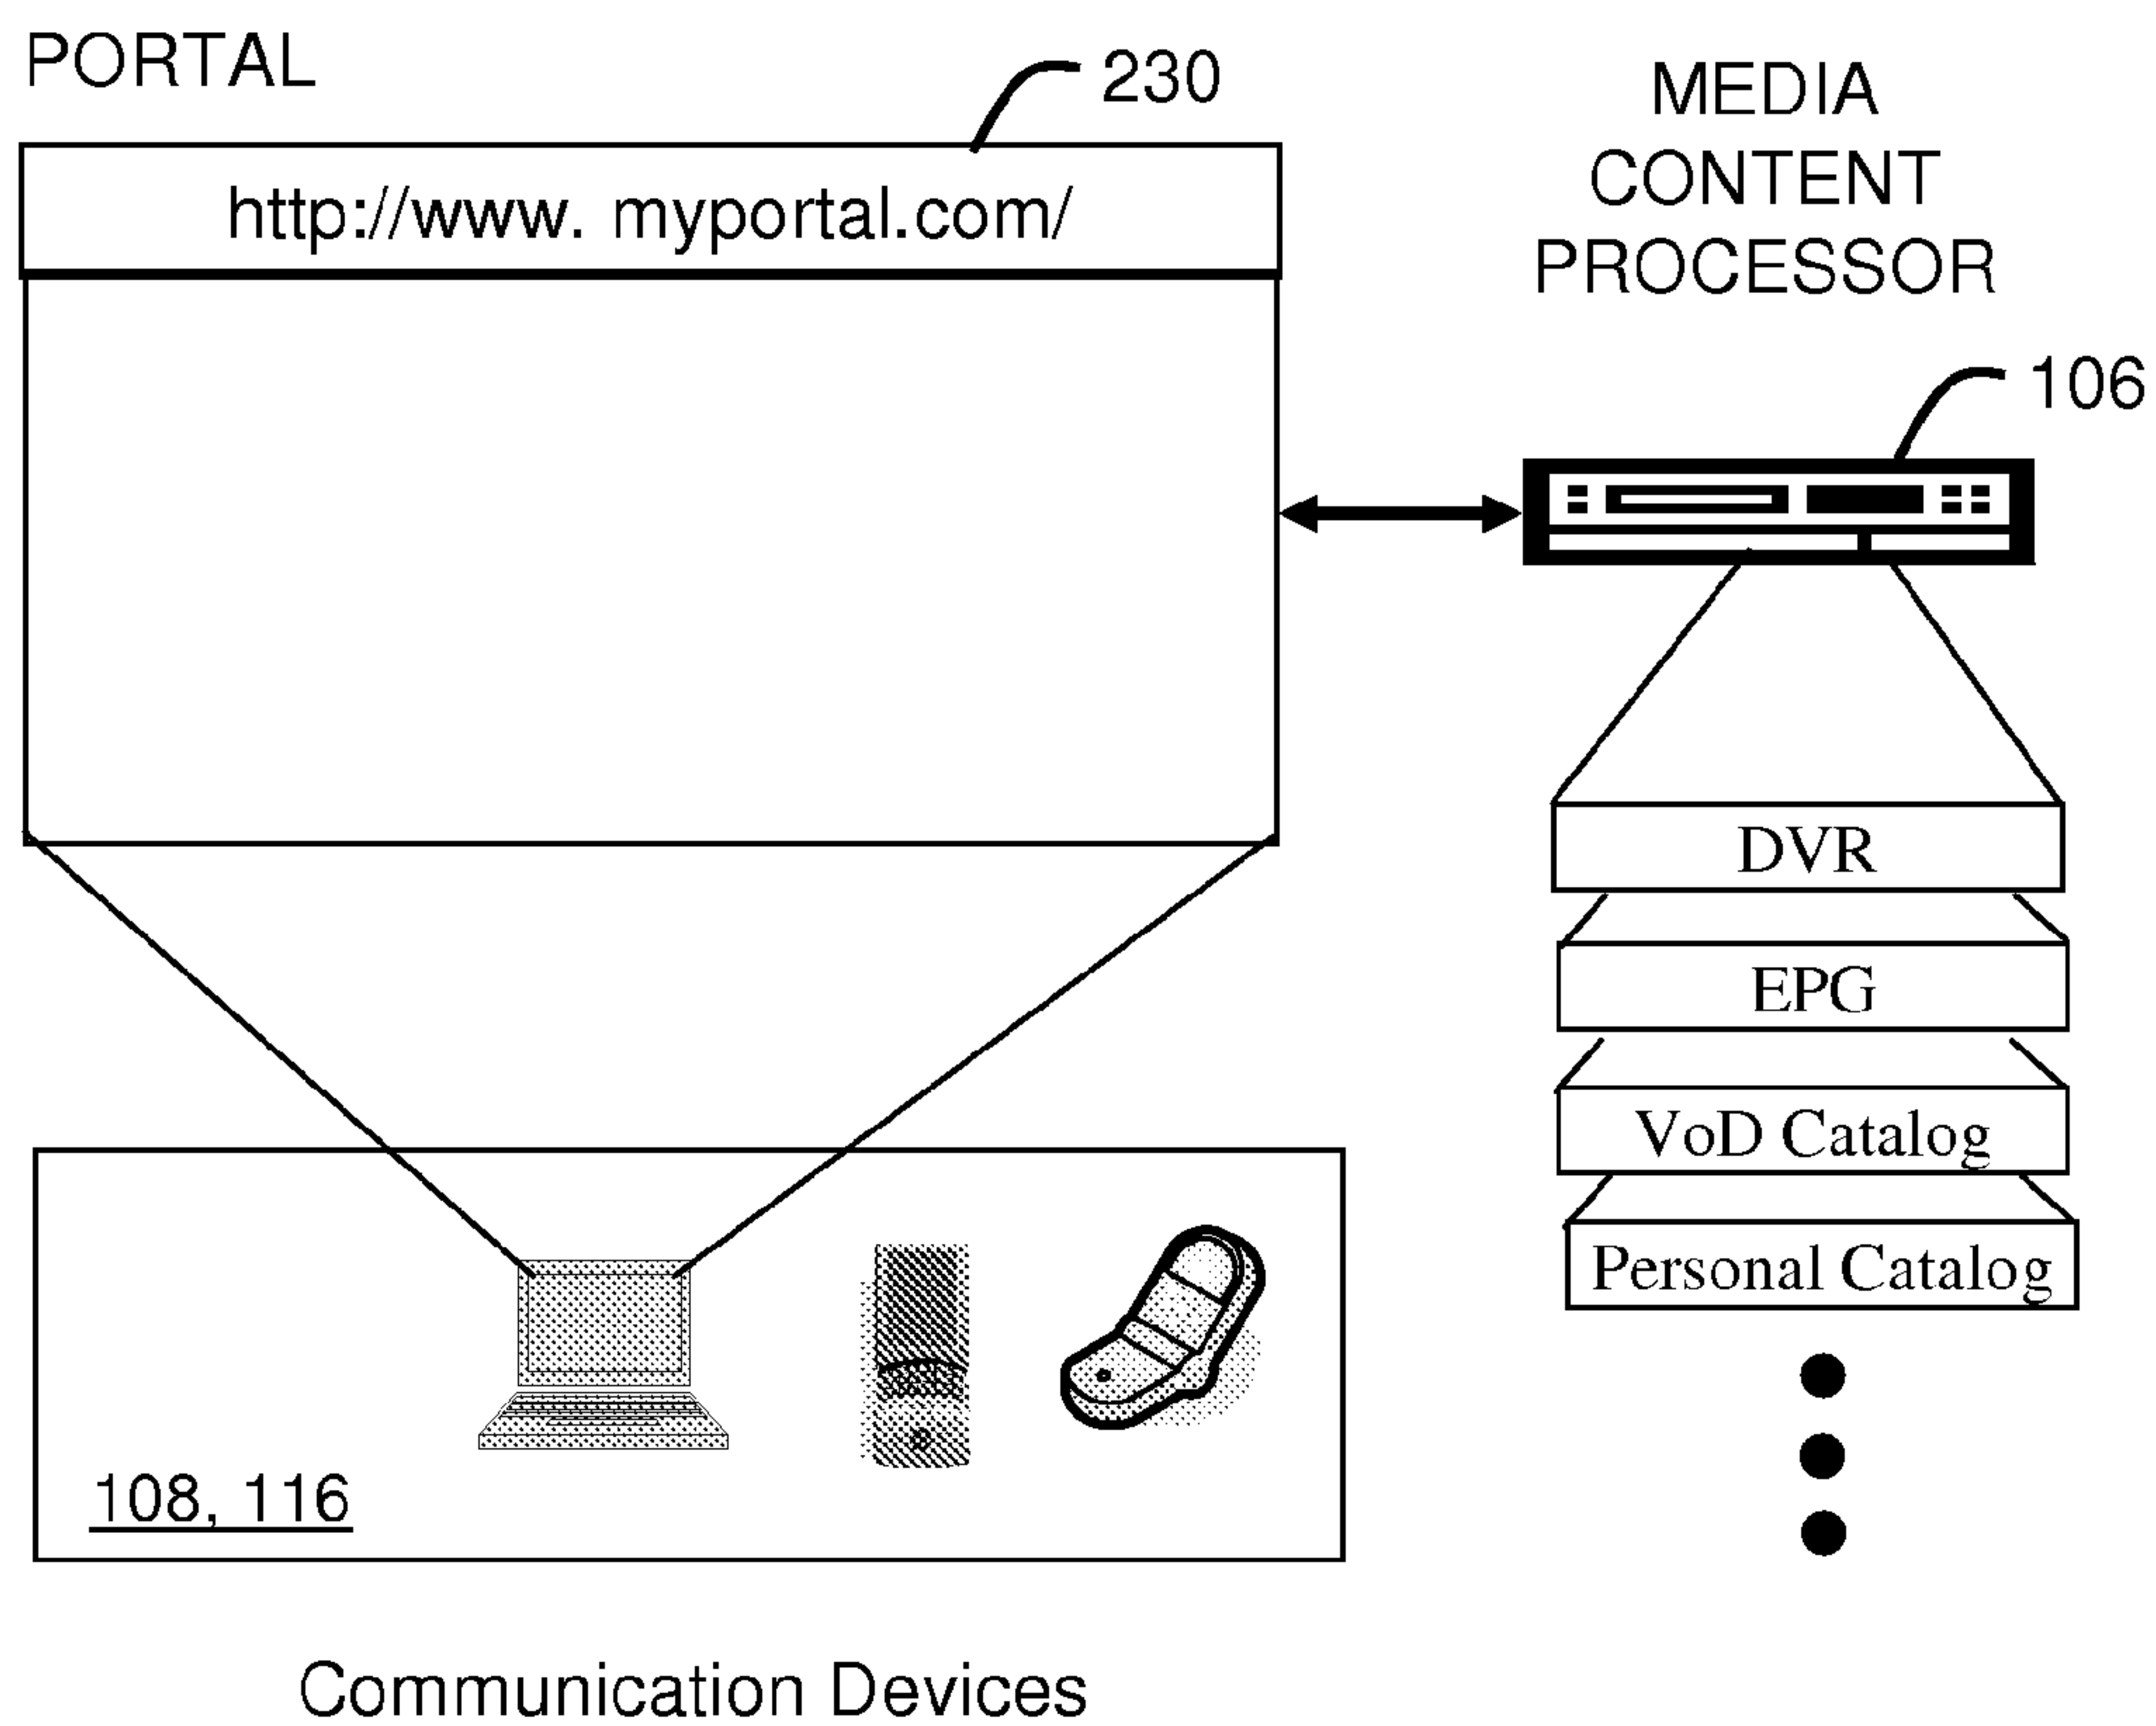 PORTAL
230
http://www. myportal.com/
MEDIA
CONTENT
PROCESSOR
106
DVR
EPG
VoD Catalog
Personal Catalog
108, 116
Communication Devices